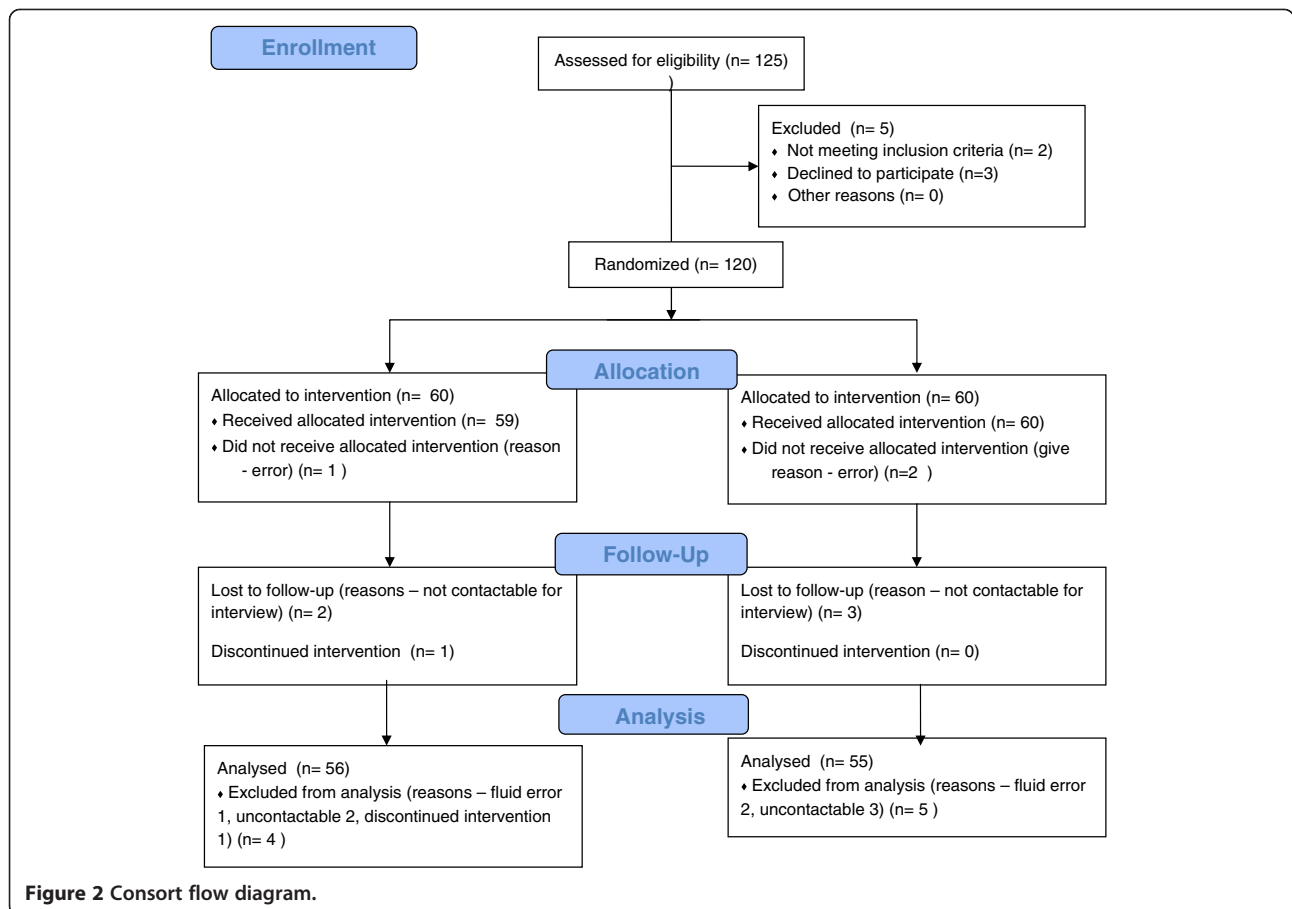 Enrollment
Assessed for eligibility (n= 125)
)
Excluded (n= 5)
♦ Not meeting inclusion criteria (n= 2)
♦ Declined to participate (n=3)
♦ Other reasons (n= 0)
Randomized (n= 120)
Allocation
Allocated to intervention (n= 60)
♦ Received allocated intervention (n= 59)
♦ Did not receive allocated intervention (reason
- error) (n= 1 )
Allocated to intervention (n= 60)
♦ Received allocated intervention (n= 60)
♦ Did not receive allocated intervention (give
reason - error) (n=2 )
Follow-Up
Lost to follow-up (reasons – not contactable for
interview) (n= 2)
Discontinued intervention (n= 1)
Lost to follow-up (reason – not contactable for
interview) (n= 3)
Discontinued intervention (n= 0)
Analysis
Analysed (n= 56)
♦ Excluded from analysis (reasons – fluid error
1, uncontactable 2, discontinued intervention
1) (n= 4 )
Analysed (n= 55)
♦ Excluded from analysis (reasons – fluid error
2, uncontactable 3) (n= 5 )
Figure 2 Consort flow diagram.